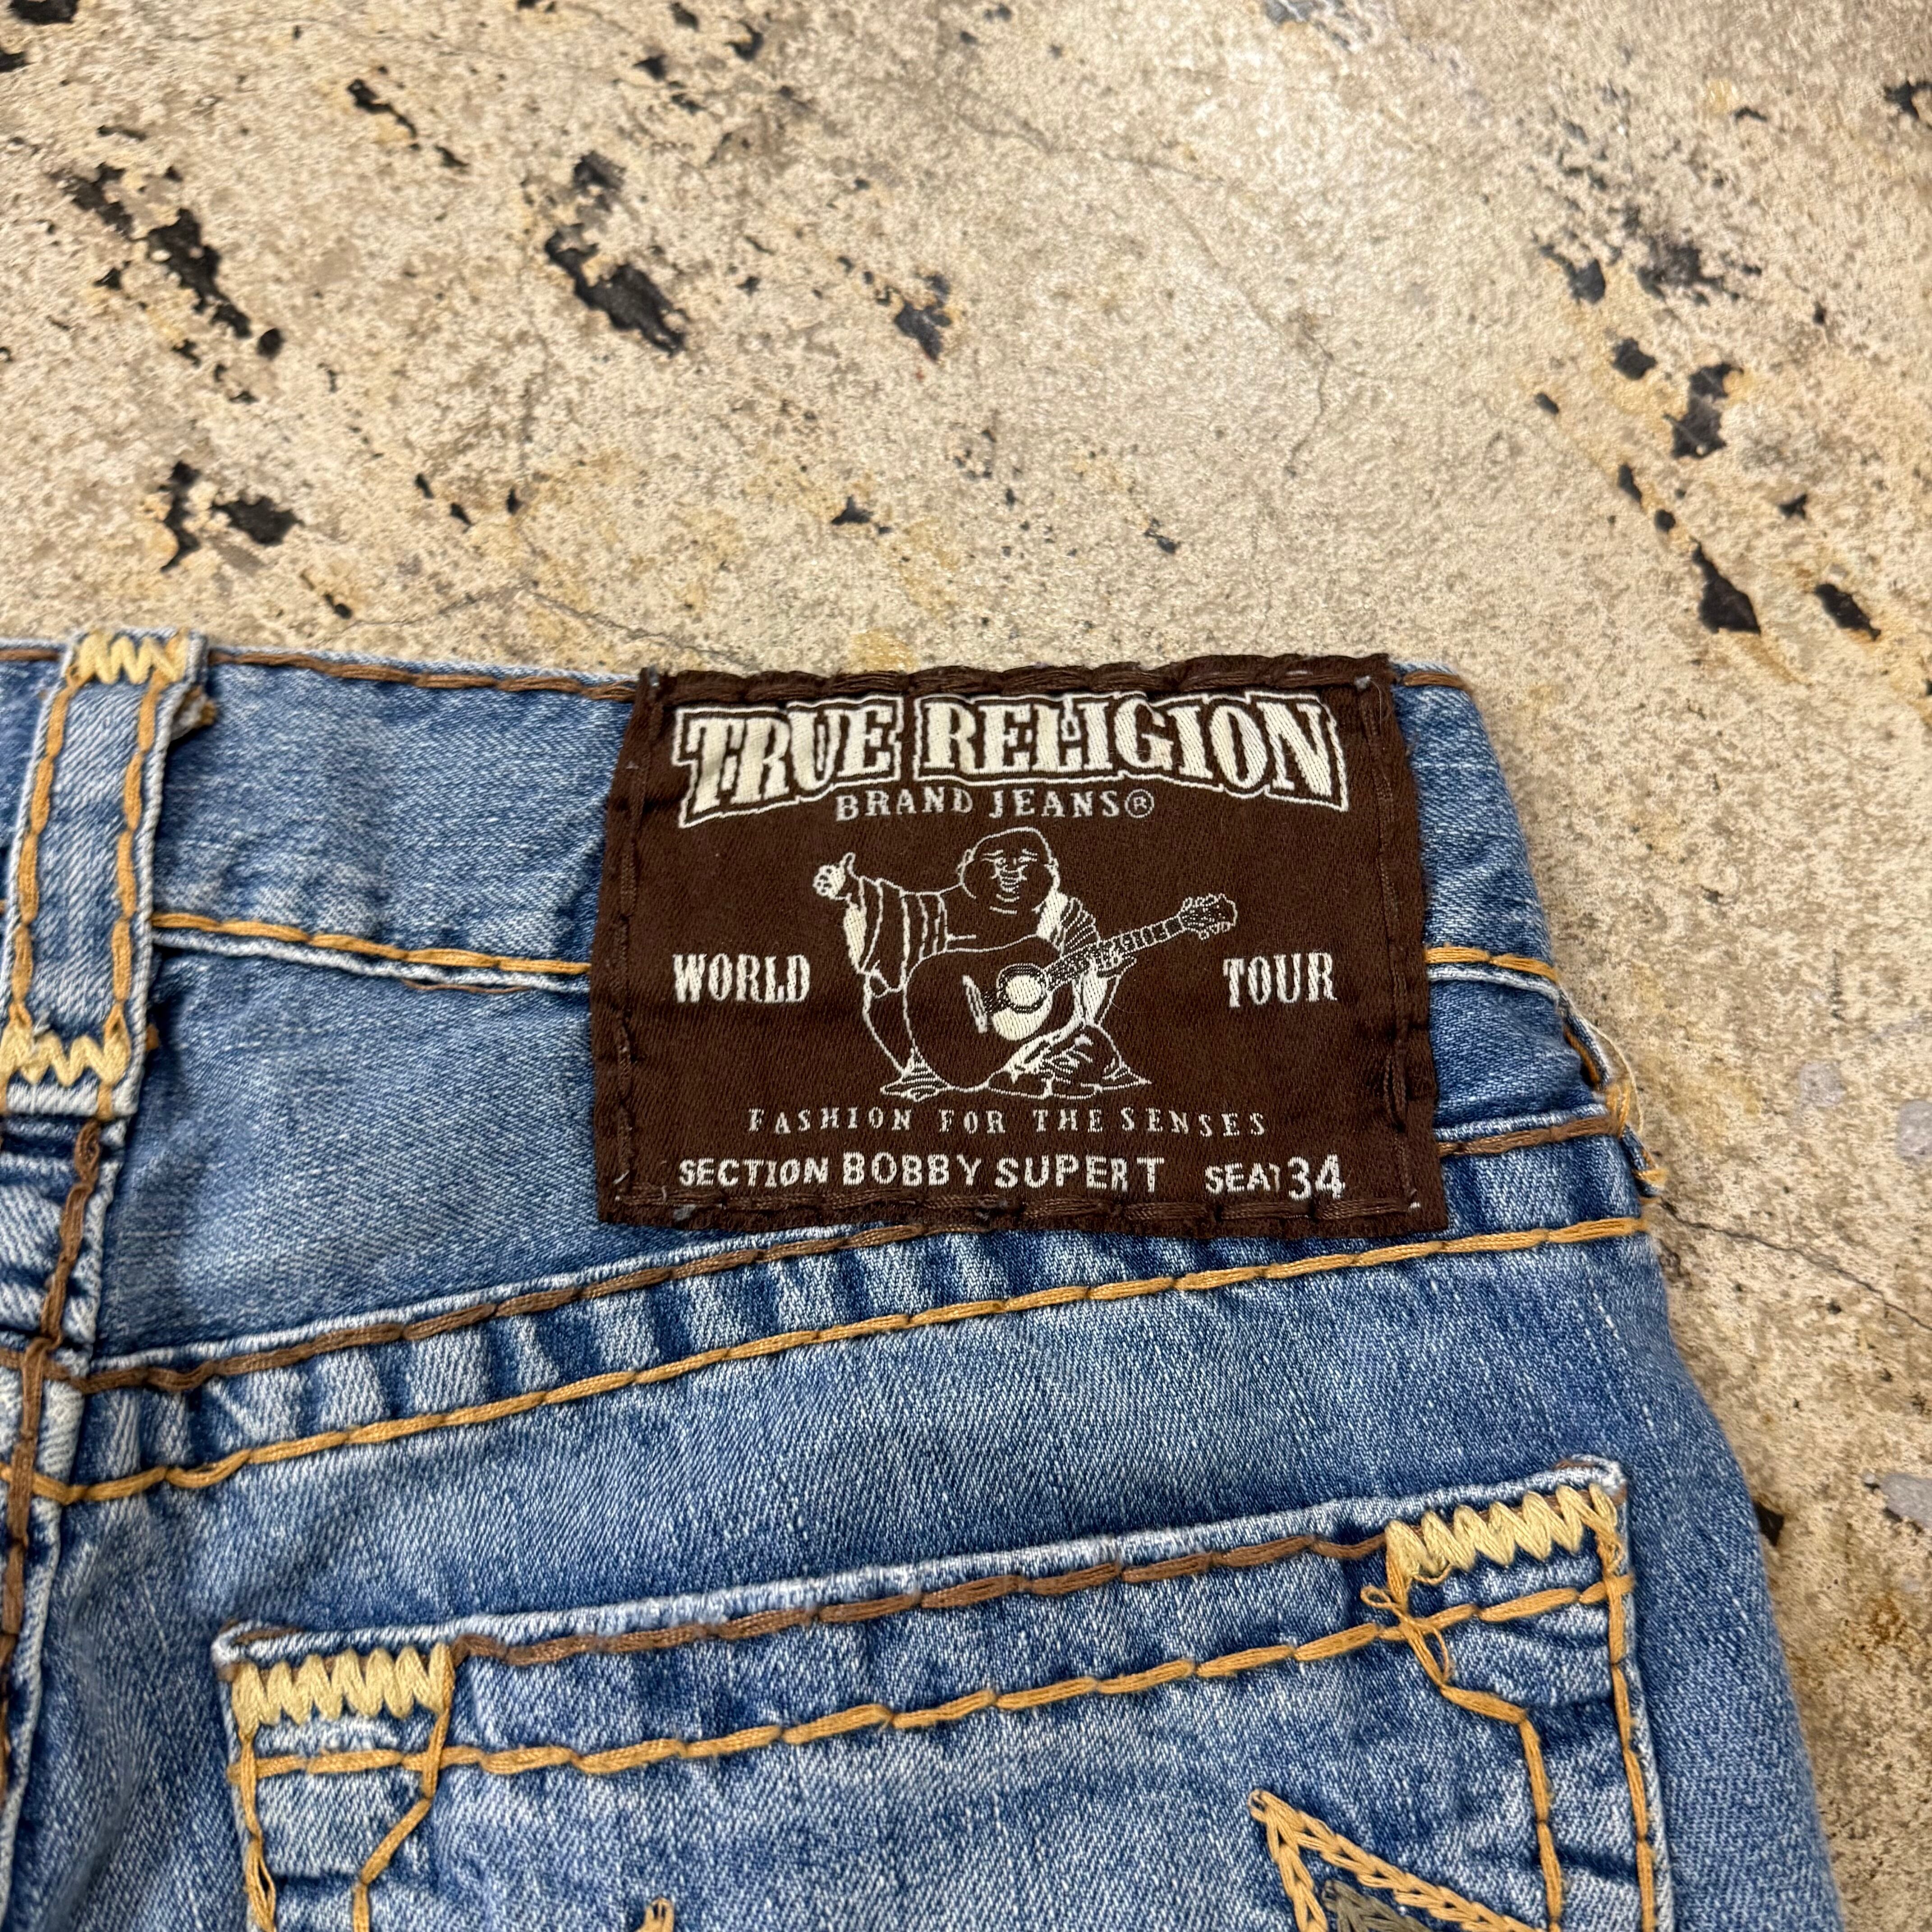 TRUE RELIGION
BRAND JEANS®
WORLD TOUR
FASHION FOR THE SENSES
SECTION BOBBY SUPER T SEAT 34